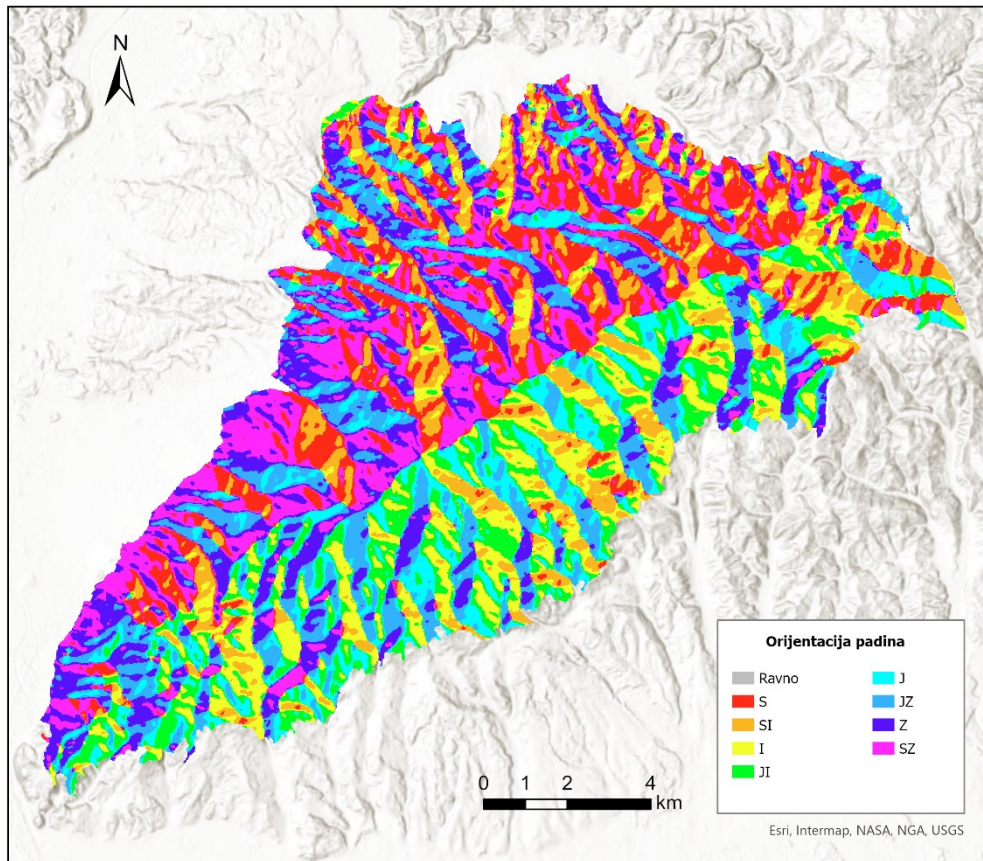 N
Orijentacija padina
Ravno
S
SI
I
JI
J
JZ
Z
SZ
0 1 2 4
km
Esri, Intermap, NASA, NGA, USGS